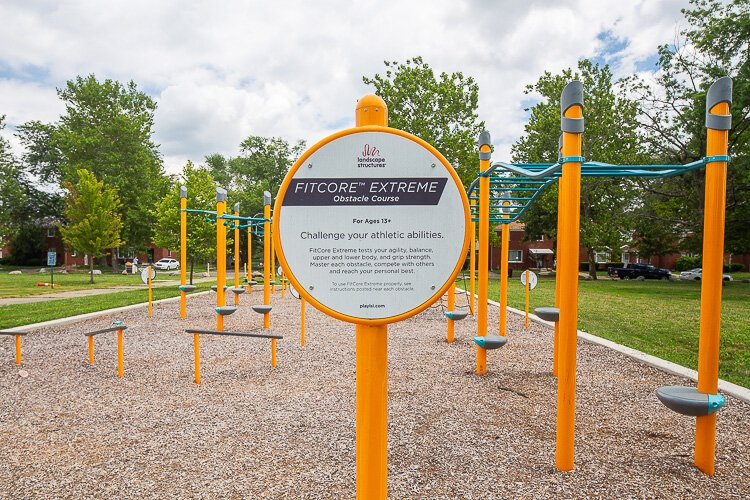 landscape
structures®
FITCORE™ EXTREME
Obstacle Course
For Ages 13+
Challenge your athletic abilities.
FitCore Extreme tests your agility, balance,
upper and lower body, and grip strength.
Master each obstacle, compete with others
and reach your personal best.
To use FitCore Extreme properly, see
instructions posted near each obstacle.
playlsi.com